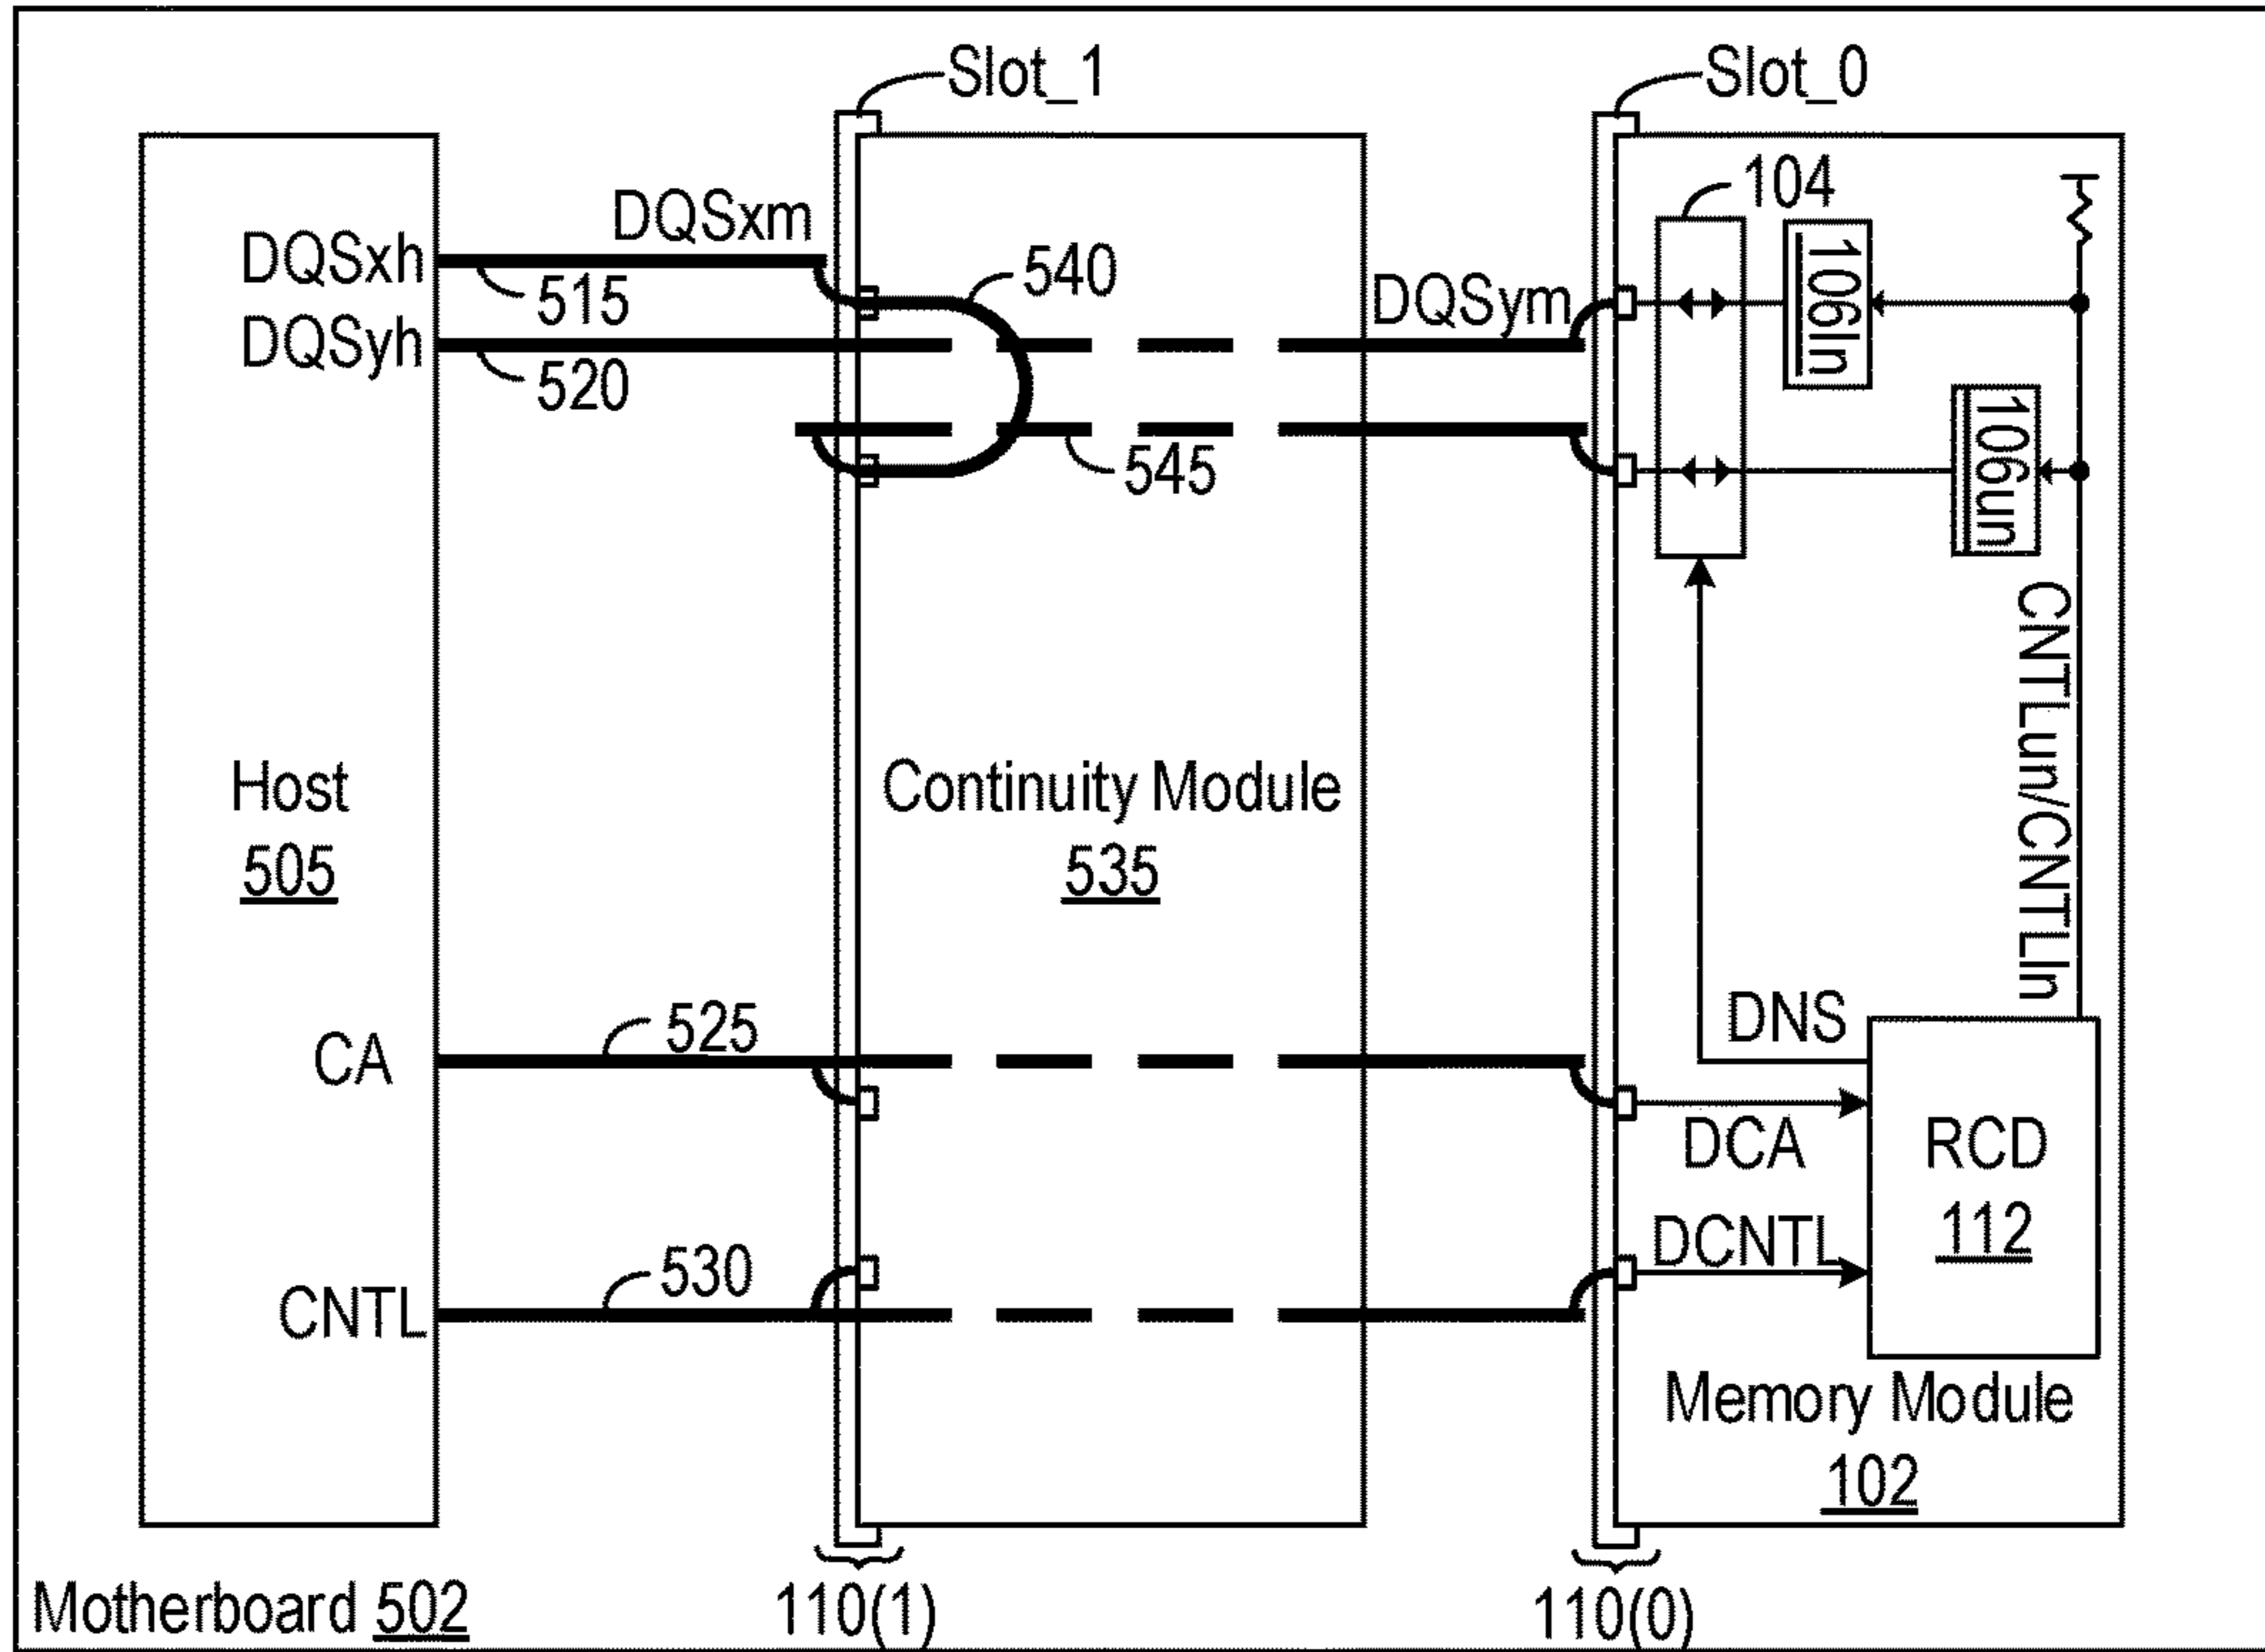 Slot_1
Slot_0
104
DQSxm
DQSxh
515
540
DQSym
106ln
DQSyh
520
545
106un
CNTLun/CNTLln
Host
505
Continuity Module
535
525
CA
DNS
DCA
RCD
112
530
DCNTL
CNTL
Memory Module
102
Motherboard 502
110(1)
110(0)